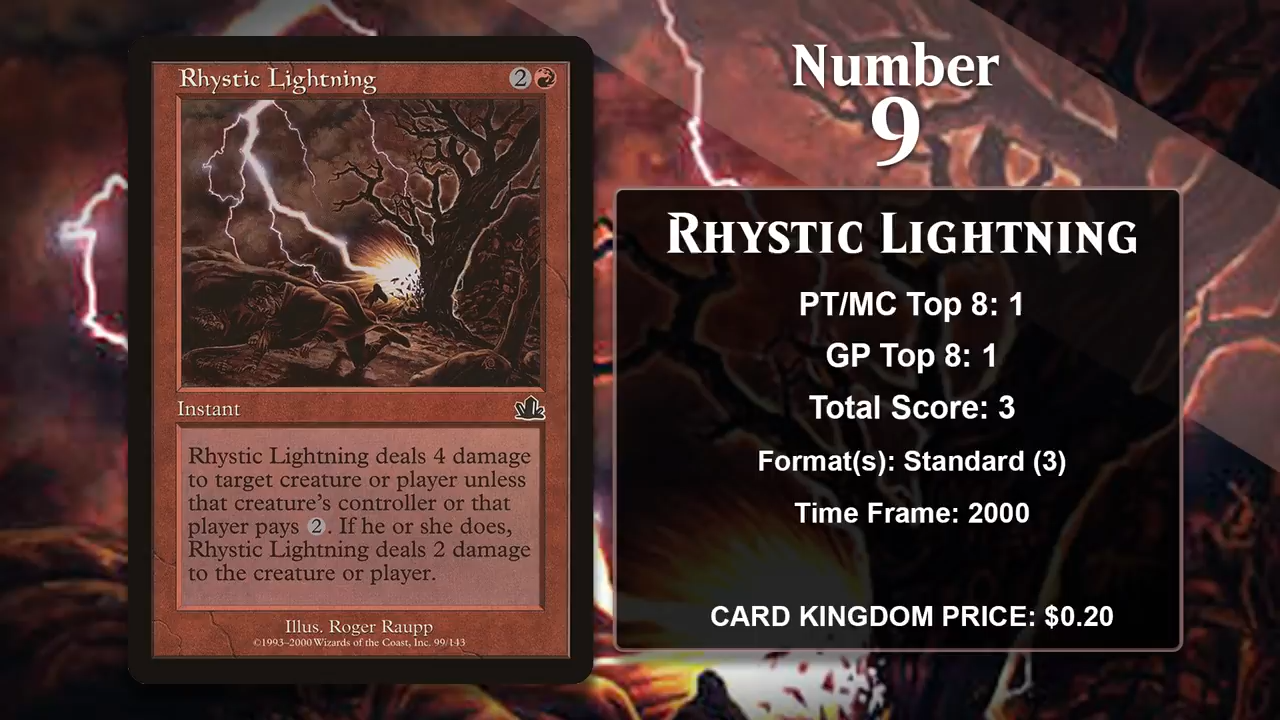 Rhystic Lightning 2
Instant
Rhystic Lightning deals 4 damage
to target creature or player unless
that creature's controller or that
player pays 2. If he or she does,
Rhystic Lightning deals 2 damage
to the creature or player.
Illus. Roger Raupp
©1993-2000 Wizards of the Coast, Inc. 99/143
Number
9
RHYSTIC LIGHTNING
PT/MC Top 8: 1
GP Top 8: 1
Total Score: 3
Format(s): Standard (3)
Time Frame: 2000
CARD KINGDOM PRICE: $0.20